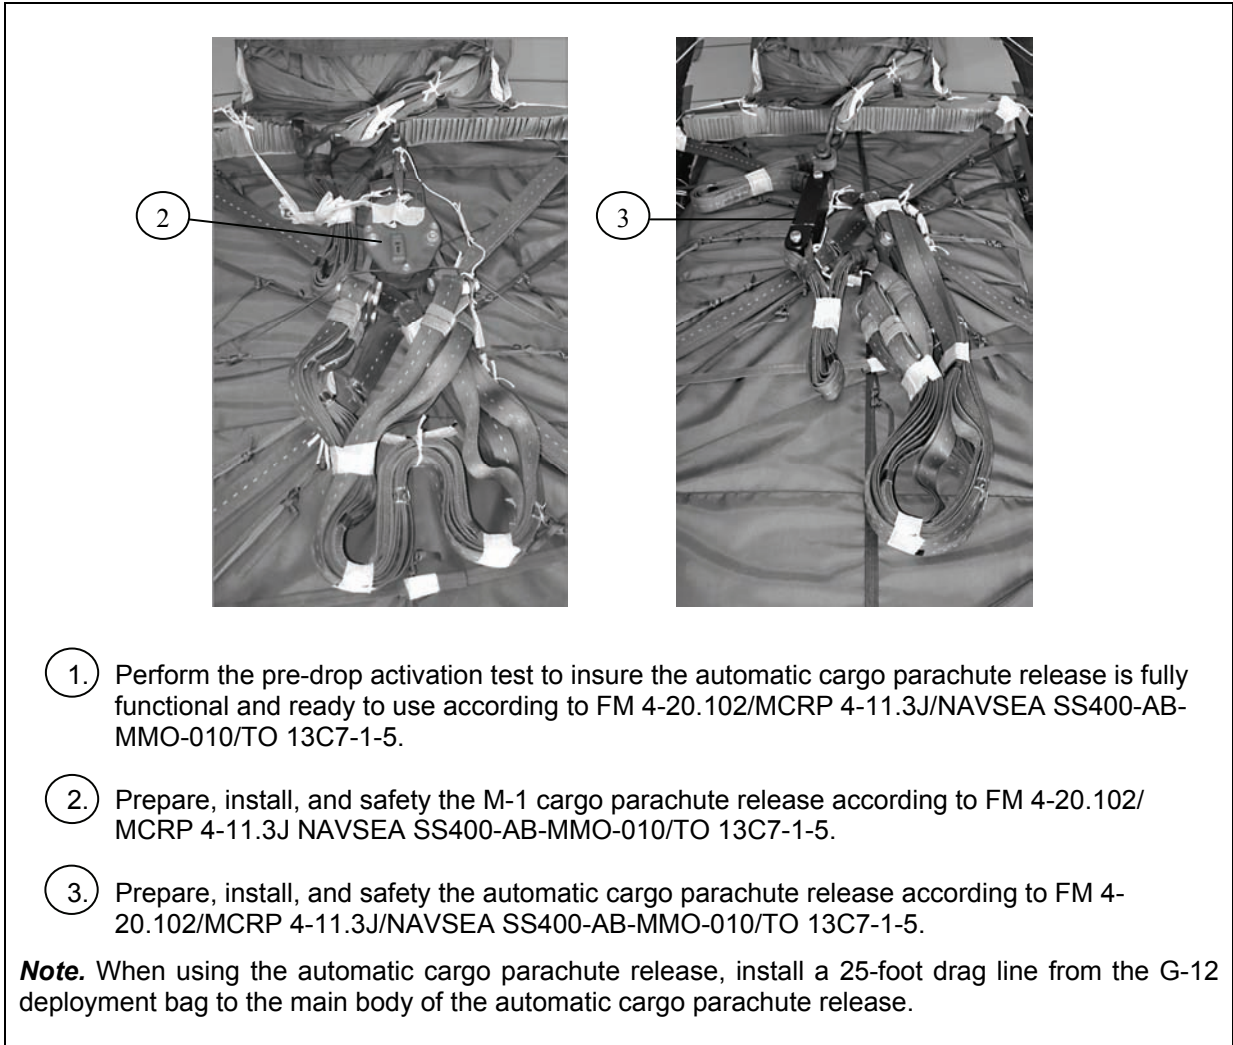 2
3
1. Perform the pre-drop activation test to insure the automatic cargo parachute release is fully
functional and ready to use according to FM 4-20.102/MCRP 4-11.3J/NAVSEA SS400-AB-
MMO-010/TO 13C7-1-5.
2. Prepare, install, and safety the M-1 cargo parachute release according to FM 4-20.102/
MCRP 4-11.3J NAVSEA SS400-AB-MMO-010/TO 13C7-1-5.
3. Prepare, install, and safety the automatic cargo parachute release according to FM 4-
20.102/MCRP 4-11.3J/NAVSEA SS400-AB-MMO-010/TO 13C7-1-5.
Note. When using the automatic cargo parachute release, install a 25-foot drag line from the G-12
deployment bag to the main body of the automatic cargo parachute release.